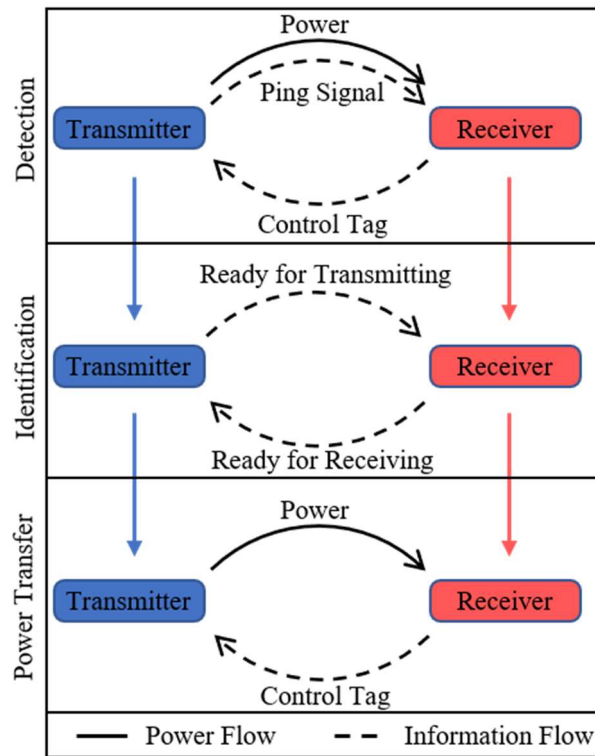 Detection
Power
Ping Signal
Transmitter
Receiver
Control Tag
Identification
Ready for Transmitting
Transmitter
Receiver
Ready for Receiving
Power Transfer
Power
Transmitter
Receiver
Control Tag
Power Flow
Information Flow